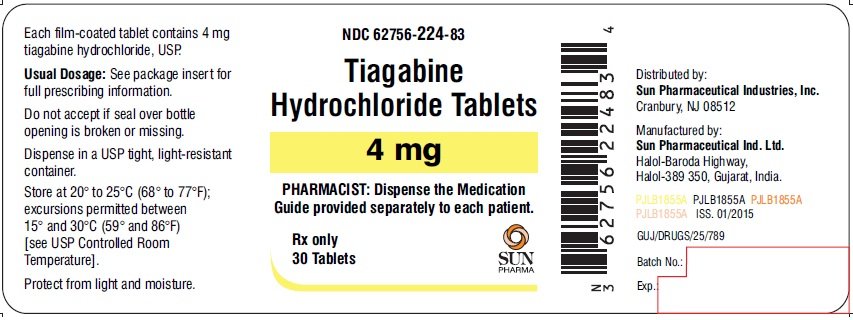 Each film-coated tablet contains 4 mg
tiagabine hydrochloride, USP.
Usual Dosage: See package insert for
full prescribing information.
Do not accept if seal over bottle
opening is broken or missing.
Dispense in a USP tight, light-resistant
container.
Store at 20° to 25°C (68° to 77°F);
excursions permitted between
15° and 30°C (59° and 86°F)
[see USP Controlled Room
Temperature].
Protect from light and moisture.
NDC 62756-224-83
Tiagabine
Hydrochloride Tablets
4 mg
PHARMACIST: Dispense the Medication
Guide provided separately to each patient.
Rx only
30 Tablets
SUN
PHARMA
N 3 62756 22483 4
Distributed by:
Sun Pharmaceutical Industries, Inc.
Cranbury, NJ 08512
Manufactured by:
Sun Pharmaceutical Ind. Ltd.
Halol-Baroda Highway,
Halol-389 350, Gujarat, India.
PJLB1855A PJLB1855A PJLB1855A
PJLB1855A ISS. 01/2015
GUJ/DRUGS/25/789
Batch No.:
Exp.: